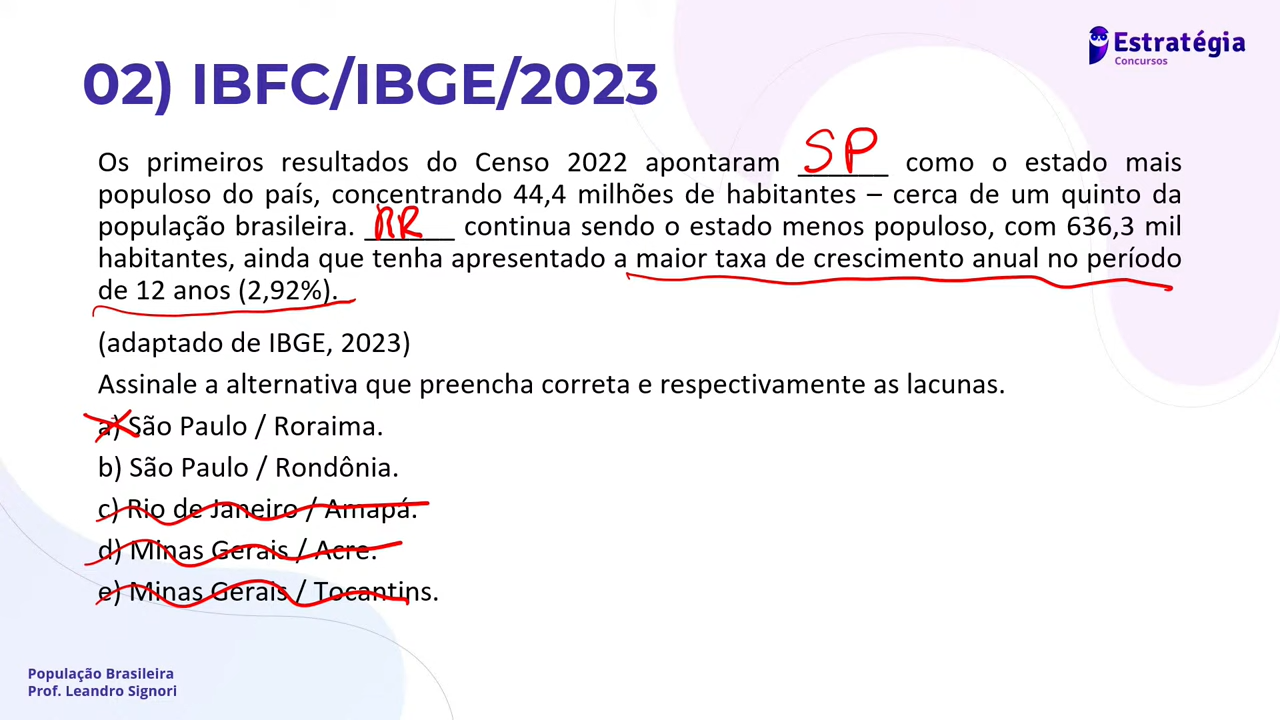 Estratégia
Concursos
02) IBFC/IBGE/2023
Os primeiros resultados do Censo 2022 apontaram SP como o estado mais
populoso do país, concentrando 44,4 milhões de habitantes – cerca de um quinto da
população brasileira. RR continua sendo o estado menos populoso, com 636,3 mil
habitantes, ainda que tenha apresentado a maior taxa de crescimento anual no período
de 12 anos (2,92%).
(adaptado de IBGE, 2023)
Assinale a alternativa que preencha correta e respectivamente as lacunas.
a) São Paulo / Roraima.
b) São Paulo / Rondônia.
c) Rio de Janeiro / Amapá.
d) Minas Gerais / Acre.
e) Minas Gerais / Tocantins.
População Brasileira
Prof. Leandro Signori